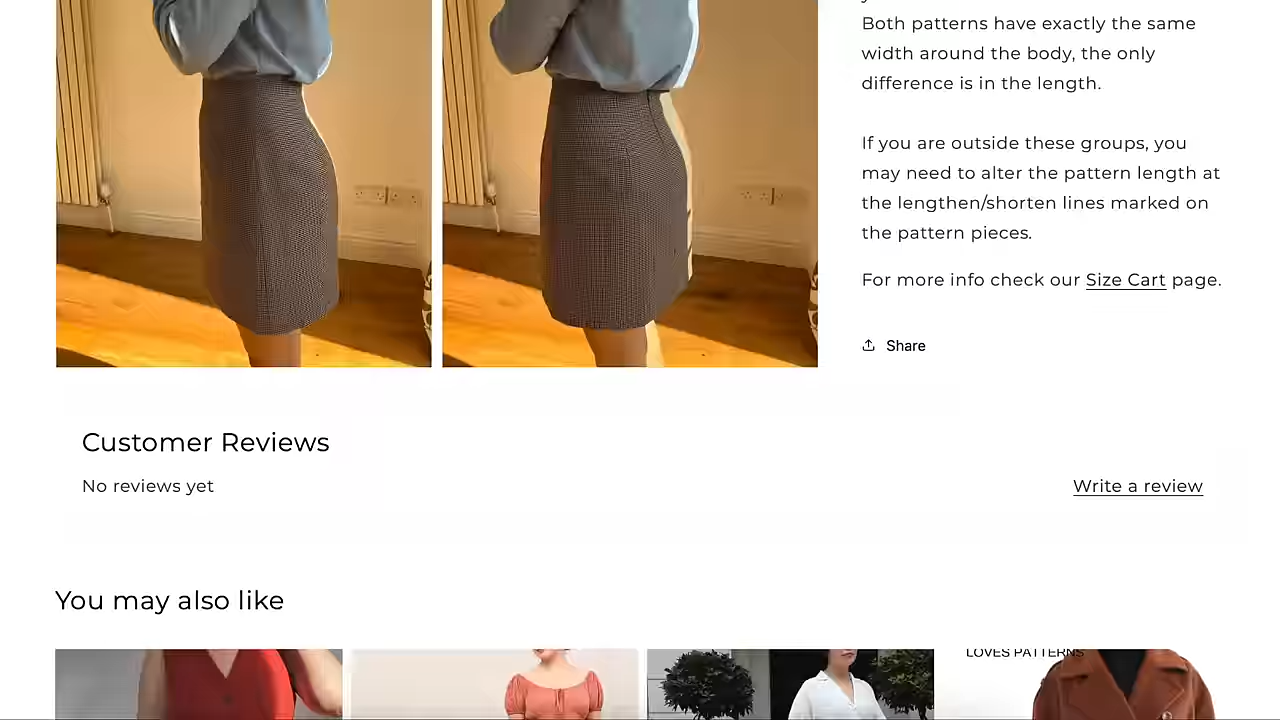 Both patterns have exactly the same
width around the body, the only
difference is in the length.
If you are outside these groups, you
may need to alter the pattern length at
the lengthen/shorten lines marked on
the pattern pieces.
For more info check our Size Cart page.
Share
Customer Reviews
No reviews yet
Write a review
You may also like
LOVES PATTERNS